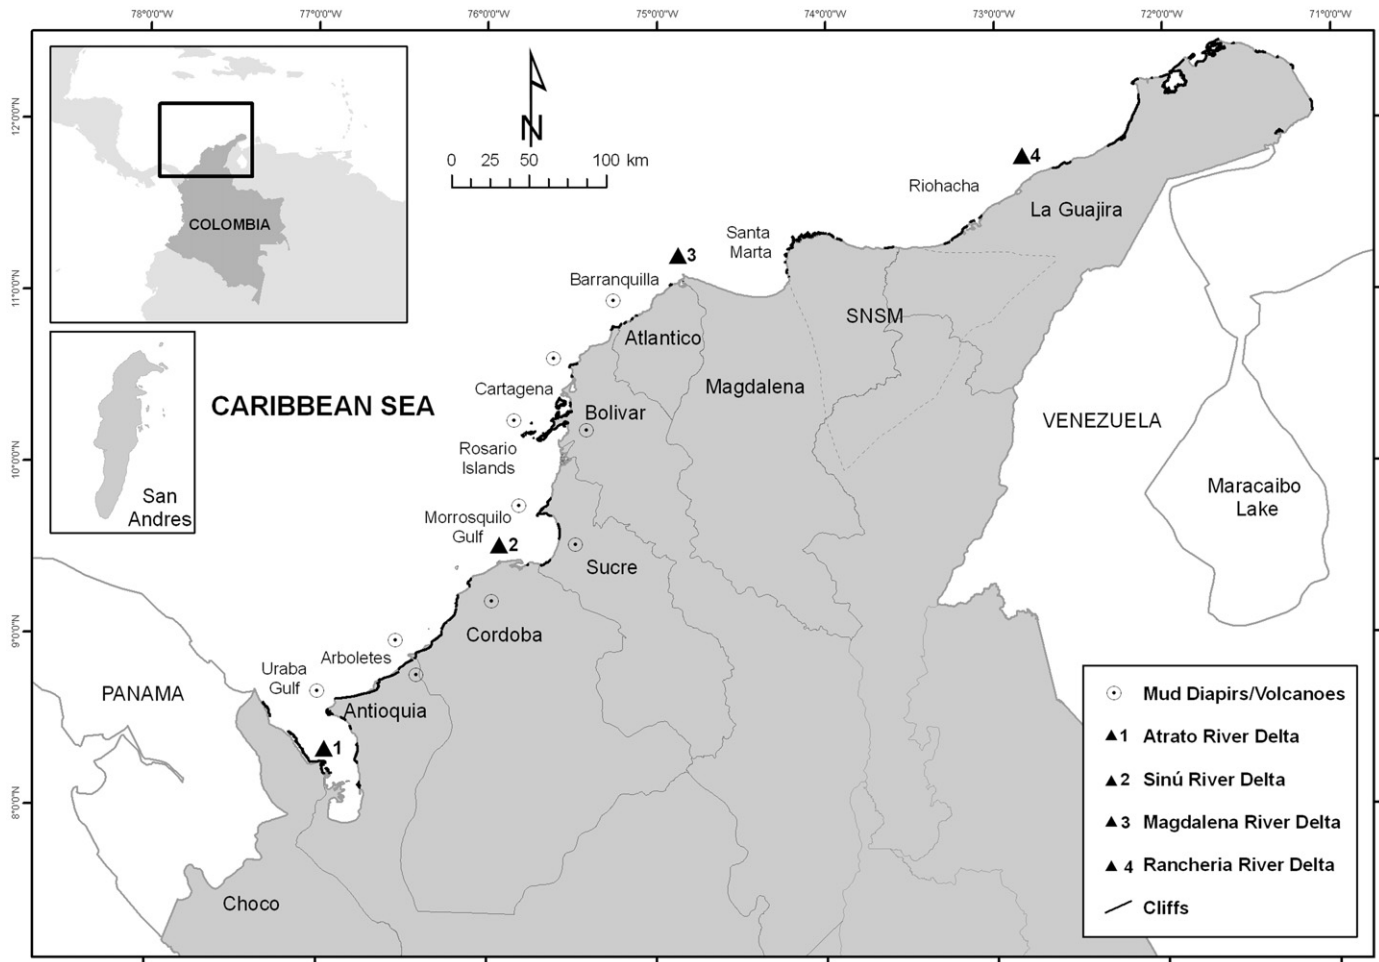 78°0'0"W
77°0'0"W
76°0'0"W
75°0'0"W
74°0'0"W
73°0'0"W
72°0'0"W
71°0'0"W
12°0'0"N
11°0'0"N
10°0'0"N
9°0'0"N
8°0'0"N
COLOMBIA
N
0 25 50 100 km
San
Andres
CARIBBEAN SEA
4
Riohacha
La Guajira
Santa
Marta
3
Barranquilla
SNSM
Atlantico
Magdalena
Cartagena
Bolivar
VENEZUELA
Rosario
Islands
Maracaibo
Lake
Morrosquilo
Gulf
2
Sucre
Cordoba
Arboletes
Uraba
Gulf
PANAMA
Antioquia
1
Choco
Mud Diapirs/Volcanoes
1 Atrato River Delta
2 Sinú River Delta
3 Magdalena River Delta
4 Rancheria River Delta
Cliffs